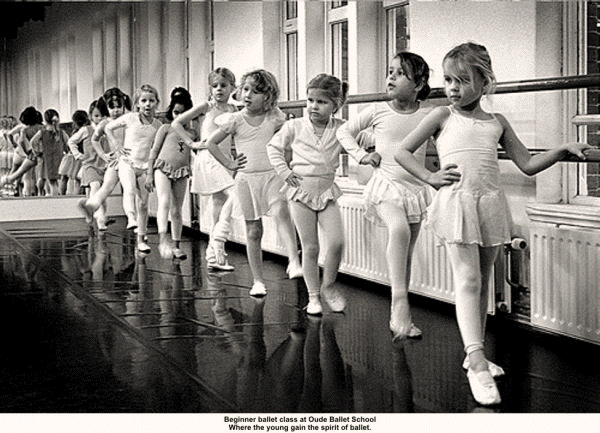 Beginner ballet class at Oude Ballet School
Where the young gain the spirit of ballet.